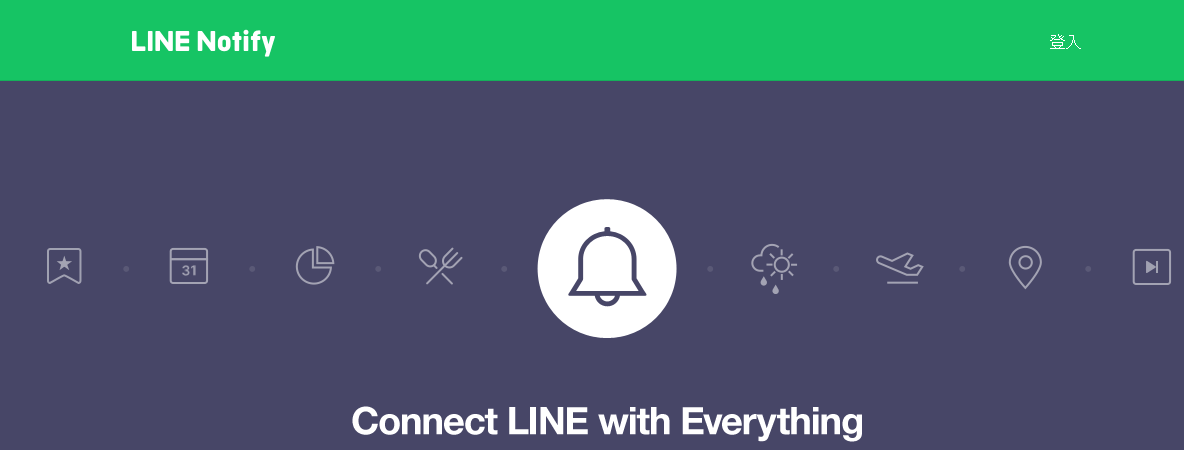 LINE Notify
登入
31
Connect LINE with Everything